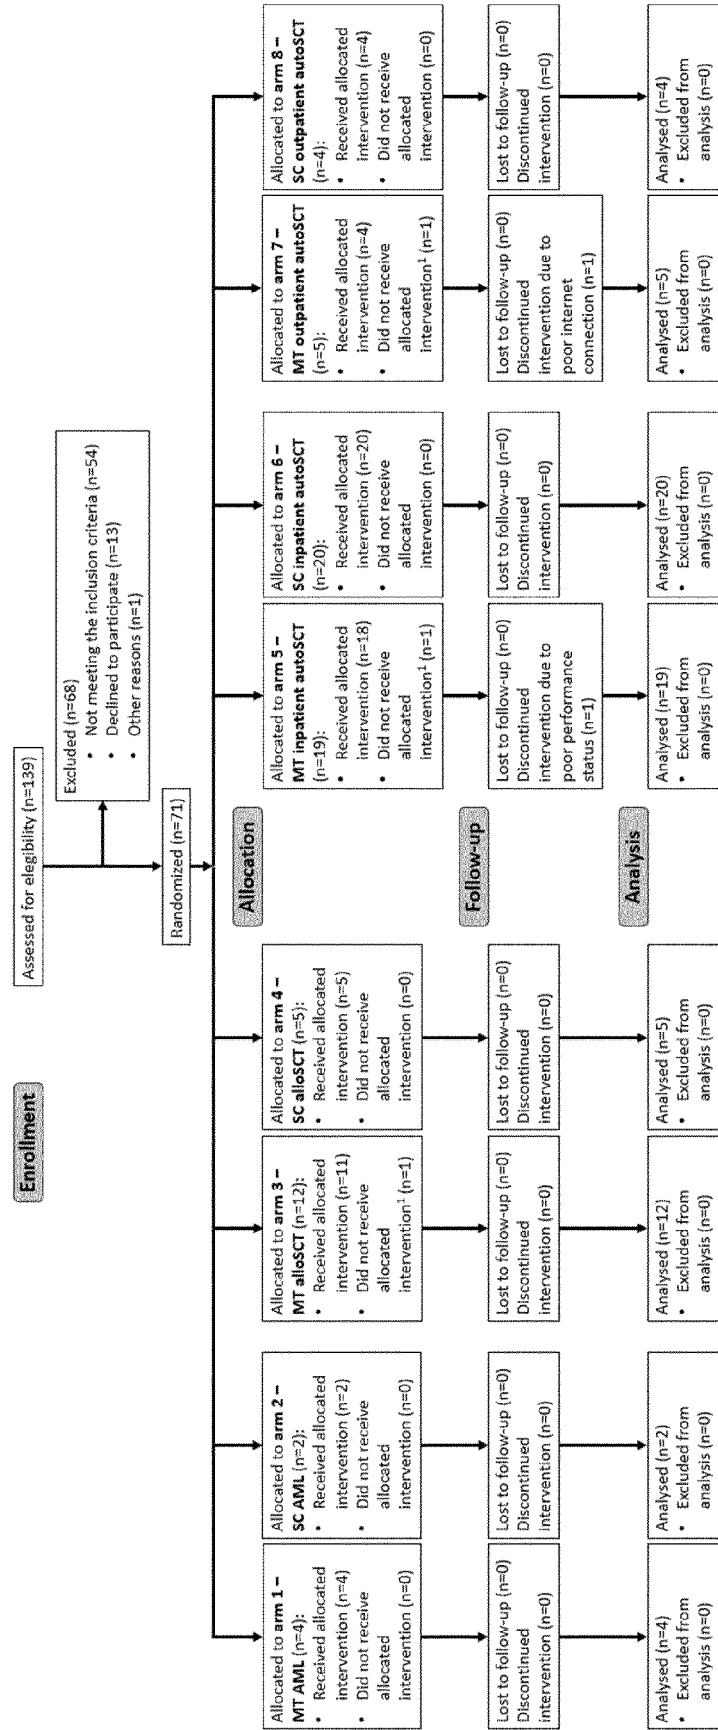 Enrollment
Assessed for elegibility (n=139)
Excluded (n=68)
• Not meeting the inclusion criteria (n=54)
• Declined to participate (n=13)
• Other reasons (n=1)
Randomized (n=71)
Allocation
Allocated to arm 1 –
MT AML (n=4):
• Received allocated
intervention (n=4)
• Did not receive
allocated
intervention (n=0)
Allocated to arm 2 –
SC AML (n=2):
• Received allocated
intervention (n=2)
• Did not receive
allocated
intervention (n=0)
Allocated to arm 3 –
MT alloSCT (n=12):
• Received allocated
intervention (n=11)
• Did not receive
allocated
intervention¹ (n=1)
Allocated to arm 4 –
SC alloSCT (n=5):
• Received allocated
intervention (n=5)
• Did not receive
allocated
intervention (n=0)
Allocated to arm 5 –
MT inpatient autoSCT
(n=19):
• Received allocated
intervention (n=18)
• Did not receive
allocated
intervention¹ (n=1)
Allocated to arm 6 –
SC inpatient autoSCT
(n=20):
• Received allocated
intervention (n=20)
• Did not receive
allocated
intervention (n=0)
Allocated to arm 7 –
MT outpatient autoSCT
(n=5):
• Received allocated
intervention (n=4)
• Did not receive
allocated
intervention¹ (n=1)
Allocated to arm 8 –
SC outpatient autoSCT
(n=4):
• Received allocated
intervention (n=4)
• Did not receive
allocated
intervention (n=0)
Follow-up
Lost to follow-up (n=0)
Discontinued
intervention (n=0)
Lost to follow-up (n=0)
Discontinued
intervention (n=0)
Lost to follow-up (n=0)
Discontinued
intervention (n=0)
Lost to follow-up (n=0)
Discontinued
intervention (n=0)
Lost to follow-up (n=0)
Discontinued
intervention due to
poor performance
status (n=1)
Lost to follow-up (n=0)
Discontinued
intervention (n=0)
Lost to follow-up (n=0)
Discontinued
intervention due to
poor internet
connection (n=1)
Lost to follow-up (n=0)
Discontinued
intervention (n=0)
Analysis
Analysed (n=4)
• Excluded from
analysis (n=0)
Analysed (n=2)
• Excluded from
analysis (n=0)
Analysed (n=12)
• Excluded from
analysis (n=0)
Analysed (n=5)
• Excluded from
analysis (n=0)
Analysed (n=19)
• Excluded from
analysis (n=0)
Analysed (n=20)
• Excluded from
analysis (n=0)
Analysed (n=5)
• Excluded from
analysis (n=0)
Analysed (n=4)
• Excluded from
analysis (n=0)